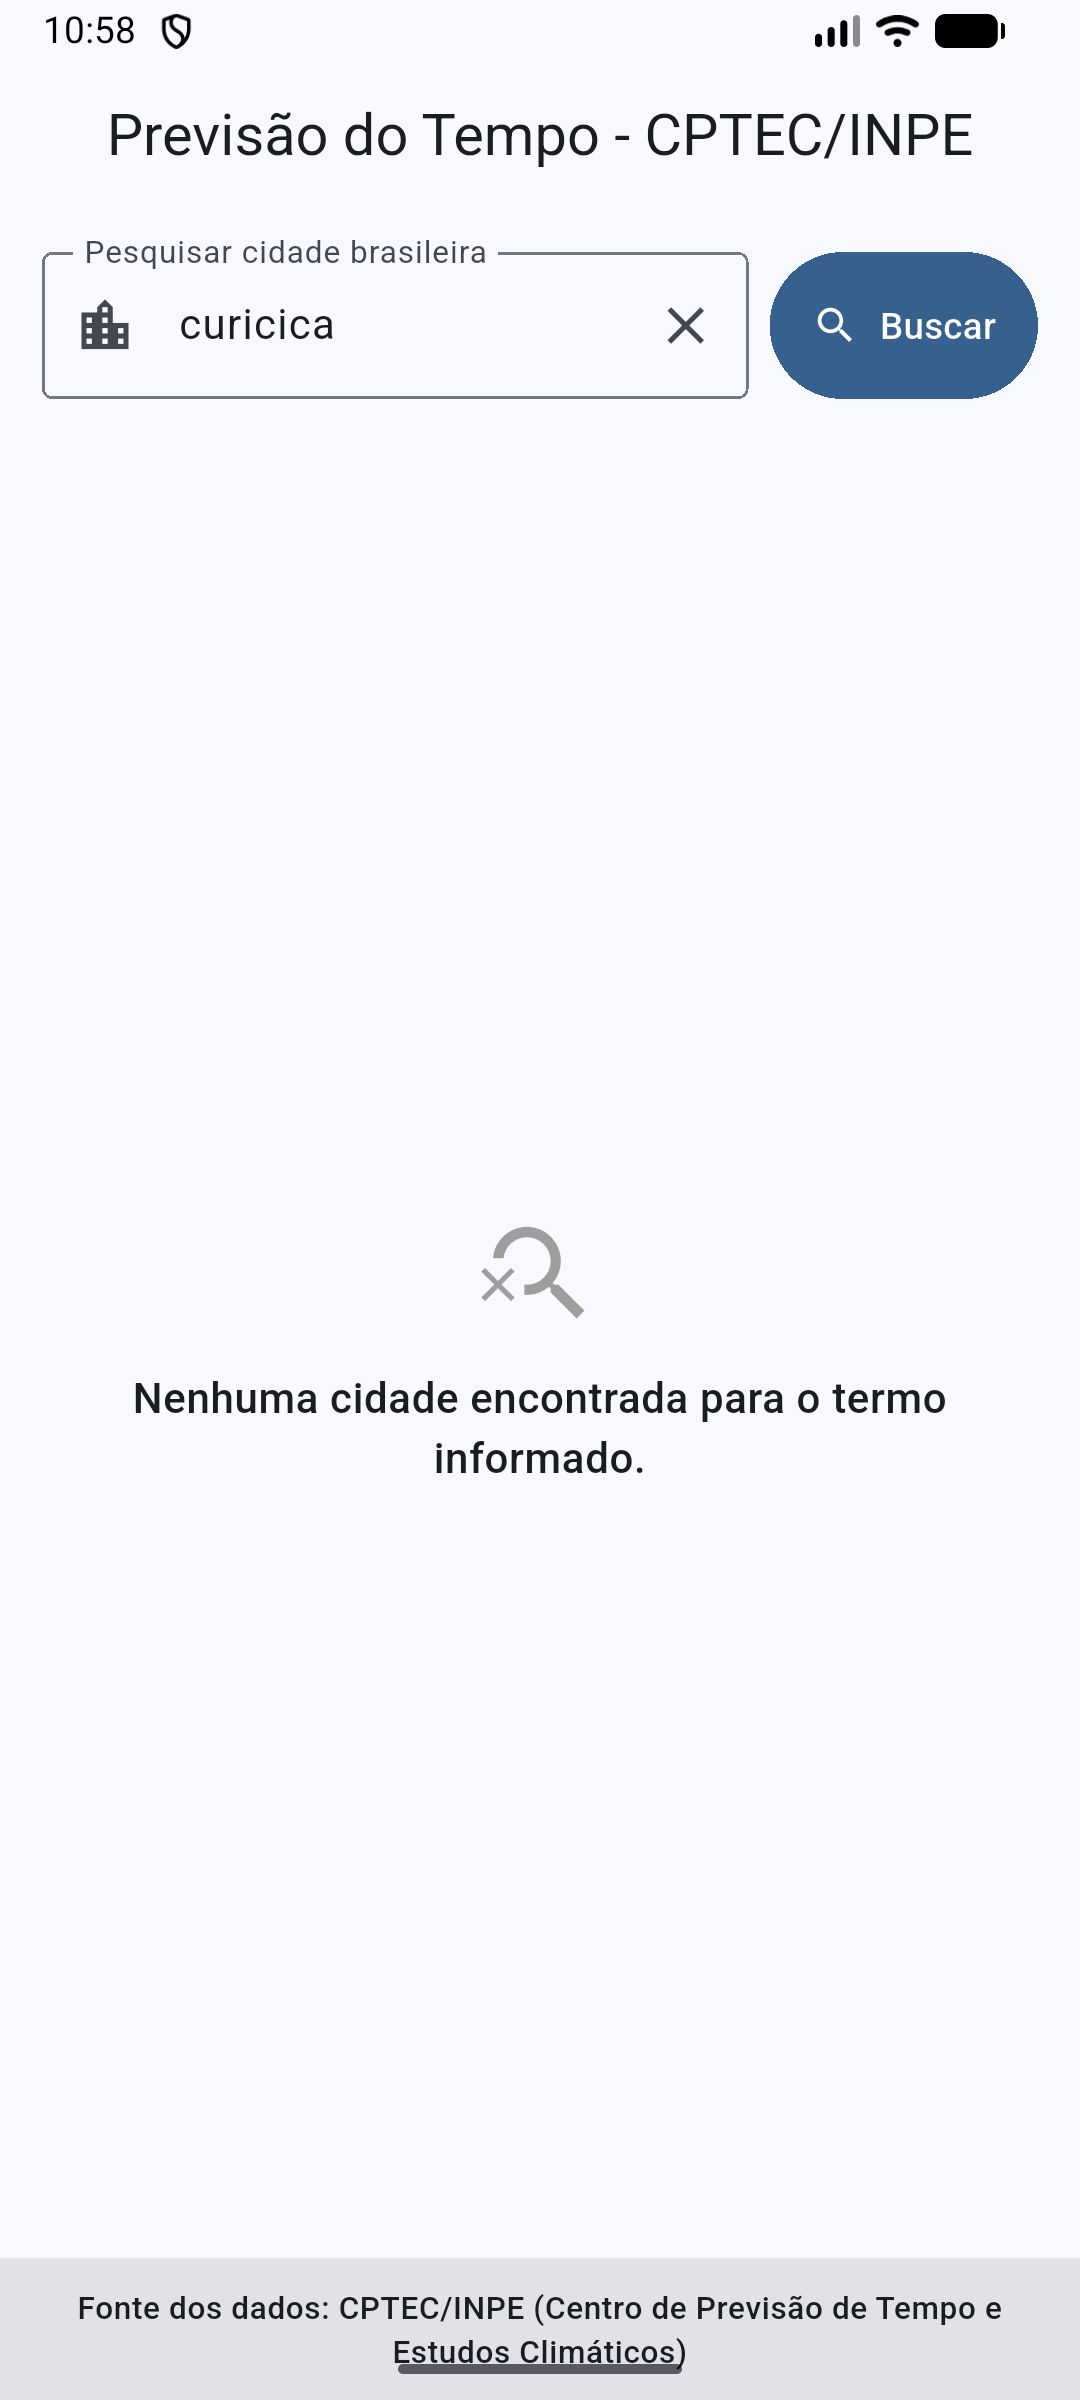 10:58
Previsão do Tempo - CPTEC/INPE
Pesquisar cidade brasileira
curicica
Buscar
Nenhuma cidade encontrada para o termo
informado.
Fonte dos dados: CPTEC/INPE (Centro de Previsão de Tempo e
Estudos Climáticos)